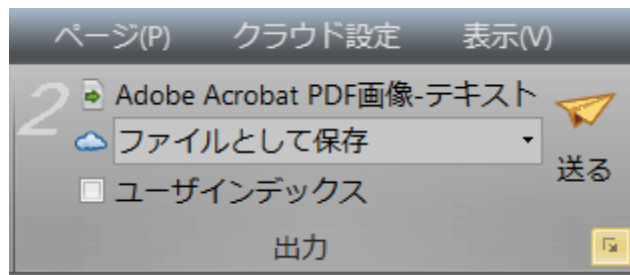 ページ(P) クラウド設定 表示(V)
2 Adobe Acrobat PDF画像-テキスト
ファイルとして保存
送る
ユーザインデックス
出力